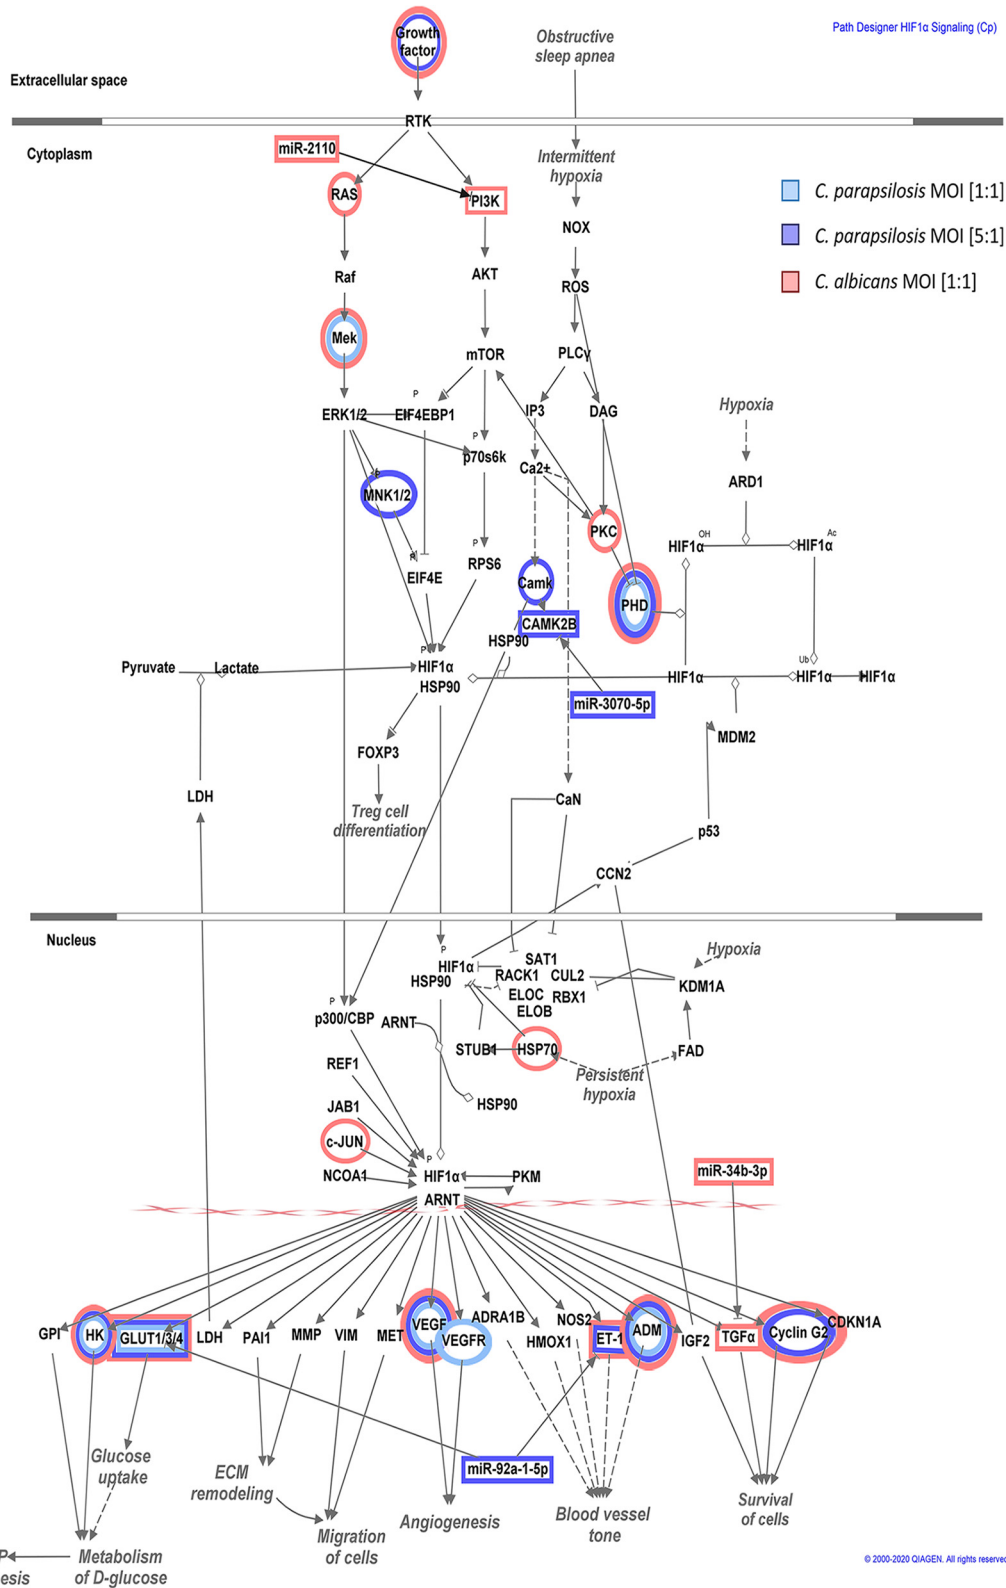 Path Designer HIF1α Signaling (Cp)
Growth
factor
Obstructive
sleep apnea
Extracellular space
RTK
Cytoplasm
miR-2110
Intermittent
hypoxia
RAS
PI3K
C. parapsilosis MOI [1:1]
NOX
C. parapsilosis MOI [5:1]
Raf
AKT
ROS
C. albicans MOI [1:1]
Mek
mTOR
PLCγ
P
ERK1/2
EIF4EBP1
IP3
DAG
Hypoxia
P
p70s6k
Ca2+
ARD1
P
MNK1/2
PKC
OH
HIF1α
Ac
HIF1α
P
RPS6
P
EIF4E
Camk
PHD
CAMK2B
HSP90
Pyruvate
Lactate
P
HIF1α
HSP90
HIF1α
Ub
HIF1α
HIF1α
miR-3070-5p
FOXP3
MDM2
LDH
CaN
Treg cell
differentiation
p53
CCN2
Nucleus
P
HIF1α
HSP90
SAT1
RACK1
CUL2
ELOC
RBX1
ELOB
Hypoxia
KDM1A
P
p300/CBP
ARNT
STUB1
HSP70
FAD
REF1
Persistent
hypoxia
JAB1
HSP90
c-JUN
P
NCOA1
HIF1α
ARNT
PKM
miR-34b-3p
GPI
HK
GLUT1/3/4
LDH
PAI1
MMP
VIM
MET
VEGF
VEGFR
ADRA1B
HMOX1
NOS2
ET-1
ADM
IGF2
TGFα
Cyclin G2
CDKN1A
Glucose
uptake
ECM
remodeling
miR-92a-1-5p
Migration
of cells
Angiogenesis
Blood vessel
tone
Survival
of cells
P
esis
Metabolism
of D-glucose
© 2000-2020 QIAGEN. All rights reserved